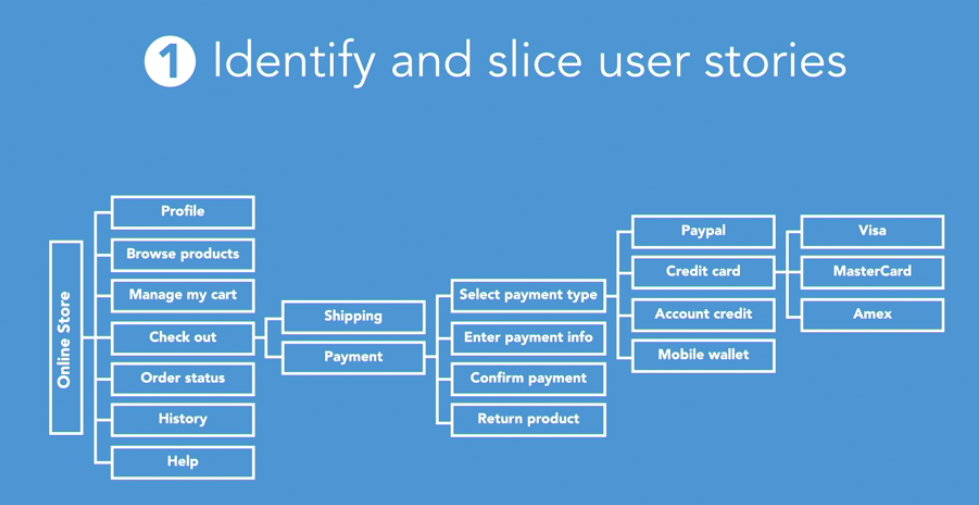 1 Identify and slice user stories
Online Store
Profile
Browse products
Manage my cart
Check out
Order status
History
Help
Shipping
Payment
Select payment type
Enter payment info
Confirm payment
Return product
Paypal
Credit card
Account credit
Mobile wallet
Visa
MasterCard
Amex